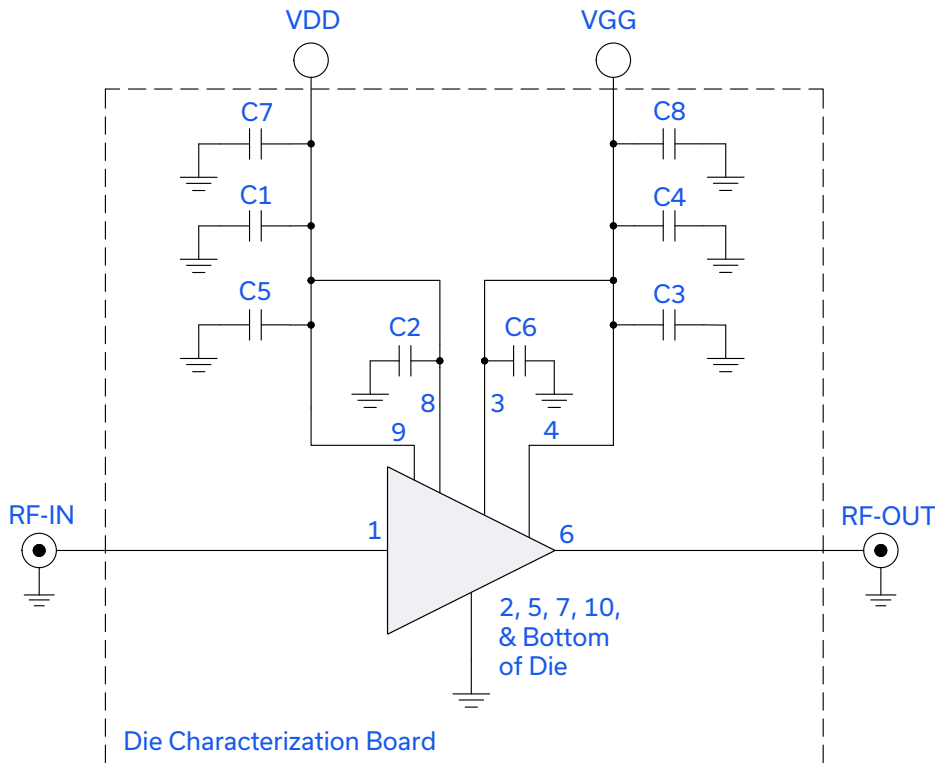 VDD
VGG
C7
C8
C1
C4
C5
C3
C2
C6
8
3
9
4
RF-IN
1
6
RF-OUT
2, 5, 7, 10,
& Bottom
of Die
Die Characterization Board